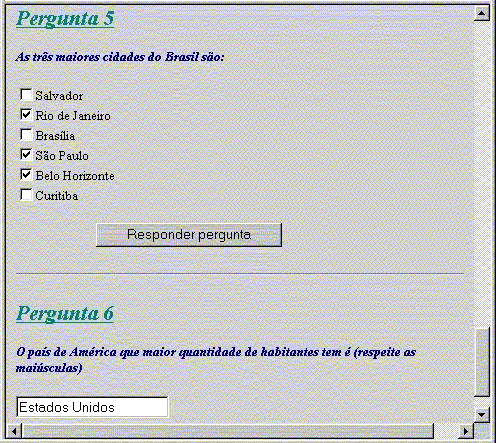 Pergunta 5
As três maiores cidades do Brasil são:
Salvador
Rio de Janeiro
Brasília
São Paulo
Belo Horizonte
Curitiba
Responder pergunta
Pergunta 6
O país de América que maior quantidade de habitantes tem é (respeite as
maiúsculas)
Estados Unidos